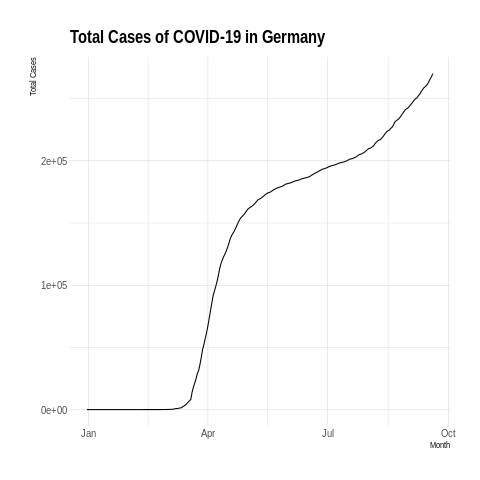 Total Cases of COVID-19 in Germany
Total Cases
2e+05
1e+05
0e+00
Jan Apr Jul Oct
Month